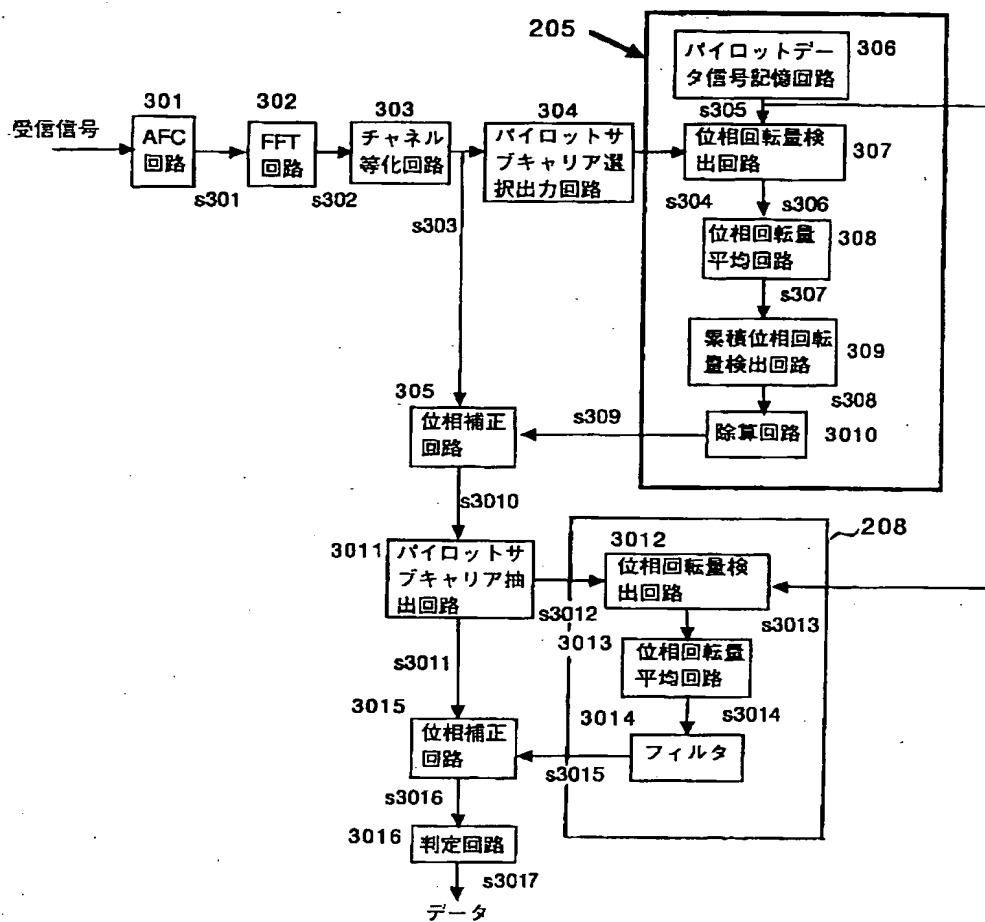 205
パイロットデー
タ信号記憶回路
306
s305
受信信号
301
AFC
回路
s301
302
FFT
回路
s302
303
チャネル
等化回路
s303
304
パイロットサ
ブキャリア選
択出力回路
位相回転量検
出回路
307
s304
s306
位相回転量
平均回路
308
s307
累積位相回転
量検出回路
309
s308
除算回路
3010
s309
305
位相補正
回路
s3010
3011
パイロットサ
ブキャリア抽
出回路
s3012
s3011
208
3012
位相回転量検
出回路
s3013
3013
位相回転量
平均回路
s3014
3014
フィルタ
s3015
3015
位相補正
回路
s3016
3016
判定回路
s3017
データ